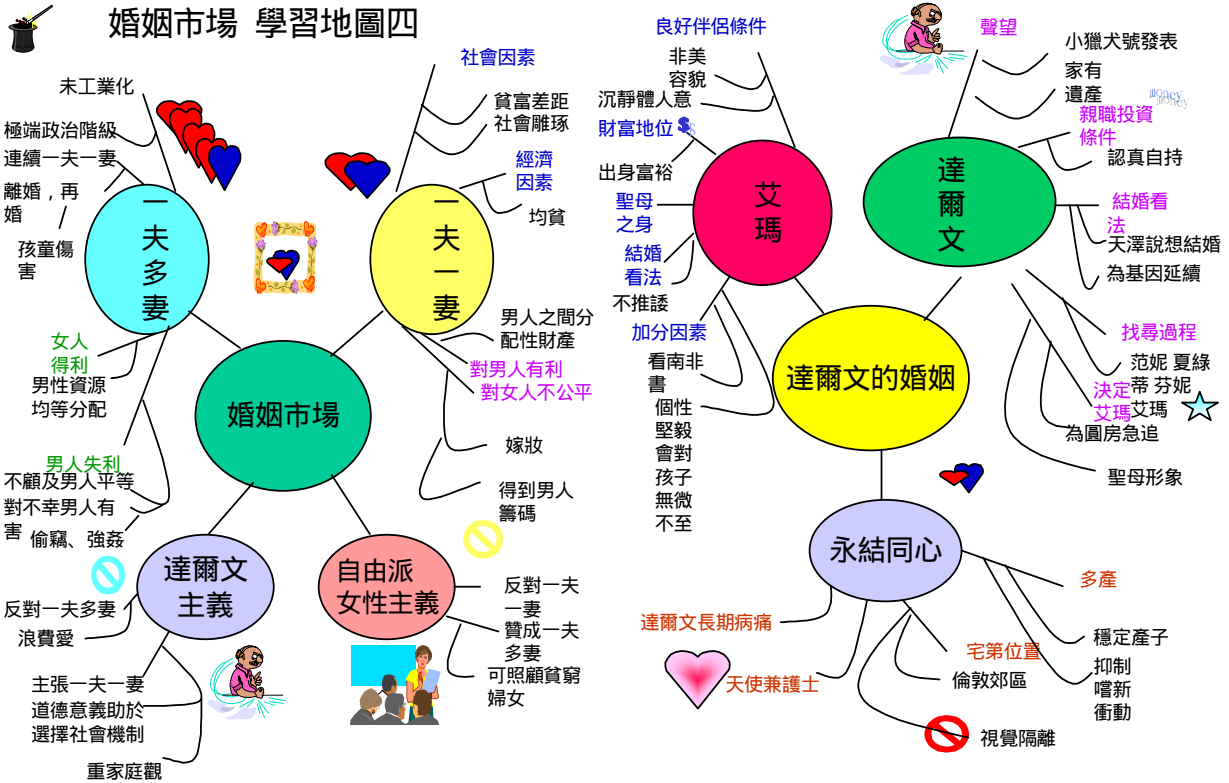 婚姻市場 學習地圖四
未工業化
極端政治階級
連續一夫一妻
離婚，再
婚
孩童傷
害
一
夫
多
妻
女人
得利
男性資源
均等分配
男人失利
不顧及男人平等
對不幸男人有
害
偷竊、強姦
社會因素
貧富差距
社會雕琢
經濟
因素
均貧
一
夫
一
妻
男人之間分
配性財產
對男人有利
對女人不公平
嫁妝
得到男人
籌碼
婚姻市場
達爾文
主義
反對一夫多妻
浪費愛
主張一夫一妻
道德意義助於
選擇社會機制
重家庭觀
自由派
女性主義
反對一夫
一妻
贊成一夫
多妻
可照顧貧窮
婦女
良好伴侶條件
非美
容貌
沉靜體人意
財富地位 $$
出身富裕
聖母
之身
結婚
看法
不推諉
加分因素
看南非
書
個性
堅毅
會對
孩子
無微
不至
艾
瑪
聲望
小獵犬號發表
家有
遺產
money
money
親職投資
條件
認真自持
結婚看
法
天澤說想結婚
為基因延續
達
爾
文
找尋過程
范妮 夏綠
蒂 芬妮
艾瑪
決定
艾瑪
為圓房急追
聖母形象
達爾文的婚姻
永結同心
達爾文長期病痛
天使兼護士
多產
穩定產子
抑制
嚐新
衝動
宅第位置
倫敦郊區
視覺隔離